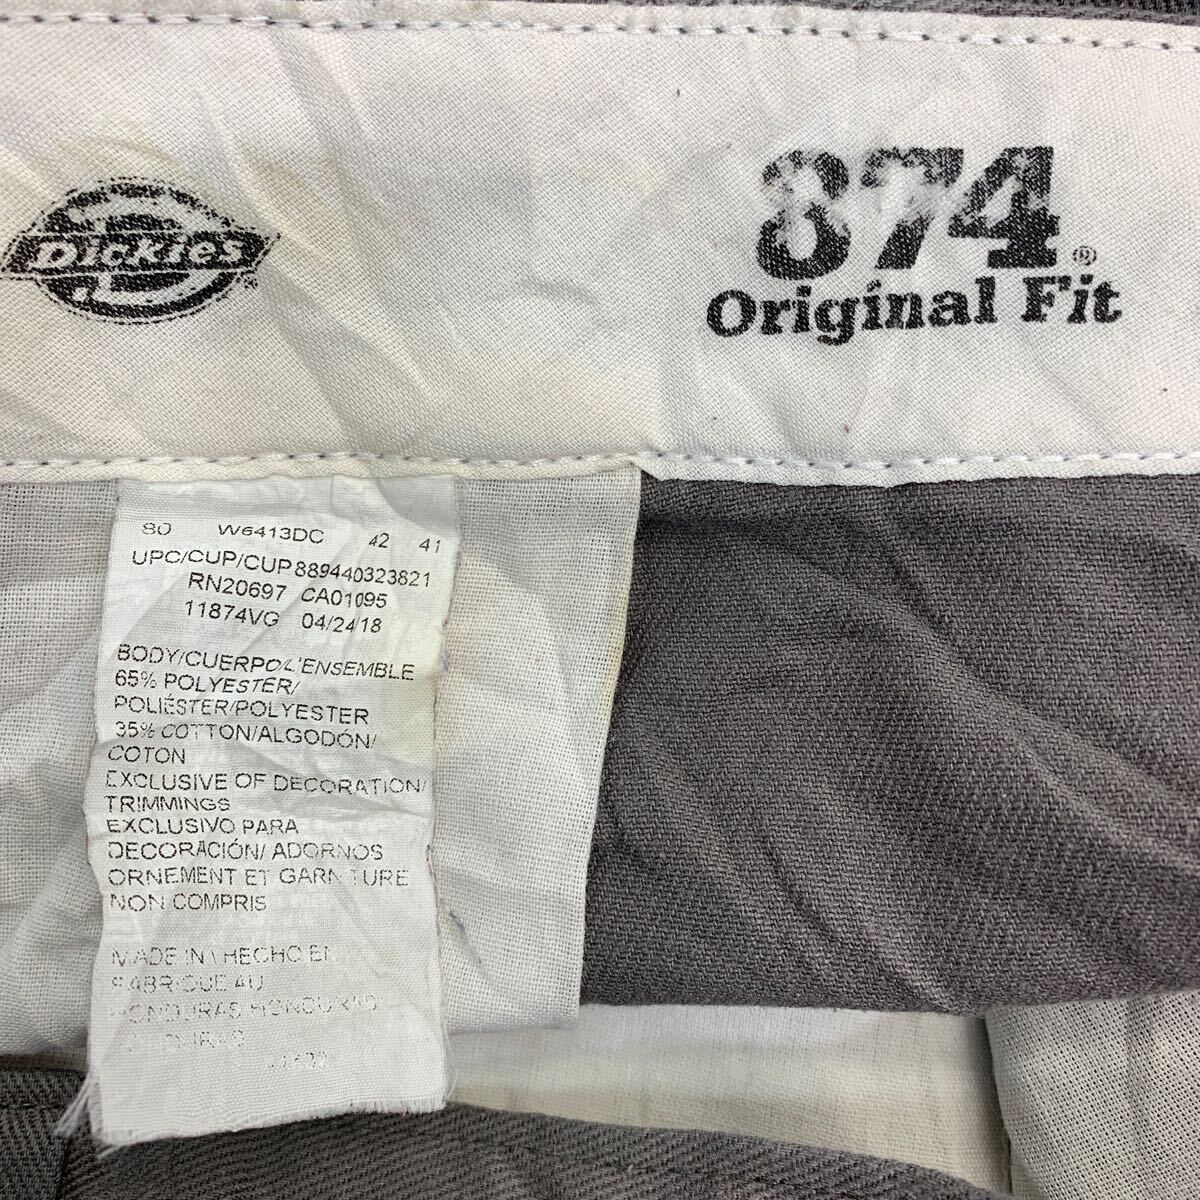 Dickies
874®
Original Fit
80 W6413DC 42 41
UPC/CUP/CUP 889440323821
RN20697 CA01095
11874VG 04/24/18
BODY/CUERPO/L'ENSEMBLE
65% POLYESTER/
POLIÉSTER/POLYESTER
35% COTTON/ALGODÓN/
COTON
EXCLUSIVE OF DECORATION/
TRIMMINGS
EXCLUSIVO PARA
DECORACIÓN/ ADORNOS
ORNEMENT ET GARNITURE
NON COMPRIS
MADE IN \ HECHO EN
FABRIQUE AU
HONDURAS HONDURAS